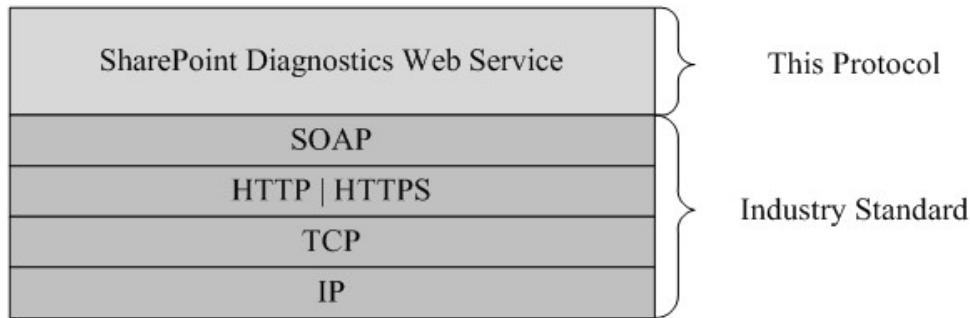 SharePoint Diagnostics Web Service
This Protocol
SOAP
HTTP | HTTPS
Industry Standard
TCP
IP